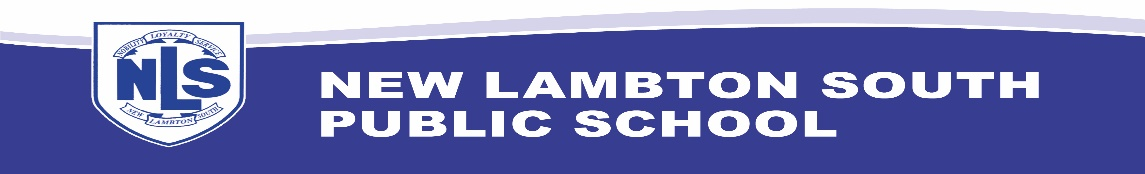 NOBILITY LOYALTY SERVICE
NLS
NEW LAMBTON SOUTH
NEW LAMBTON SOUTH
PUBLIC SCHOOL